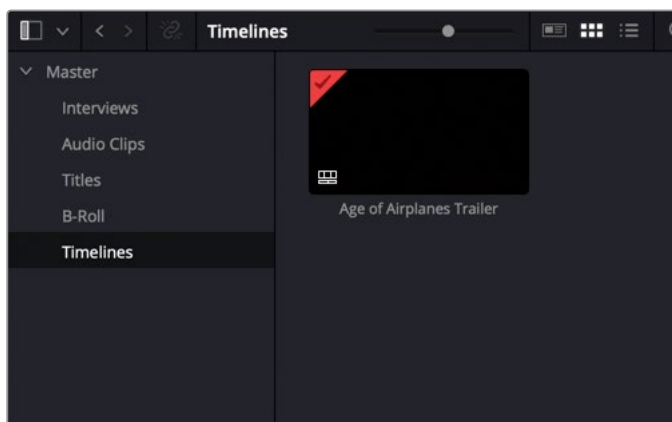 Timelines
Master
Interviews
Audio Clips
Titles
B-Roll
Timelines
Age of Airplanes Trailer